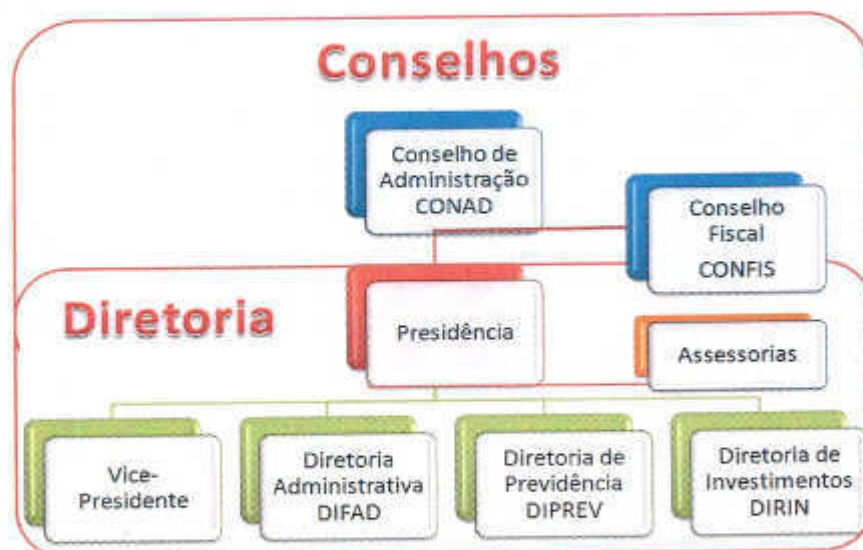 Conselhos
Conselho de
Administração
CONAD
Conselho
Fiscal
CONFIS
Diretoria
Presidência
Assessorias
Vice-
Presidente
Diretoria
Administrativa
DIFAD
Diretoria de
Previdência
DIPREV
Diretoria de
Investimentos
DIRIN